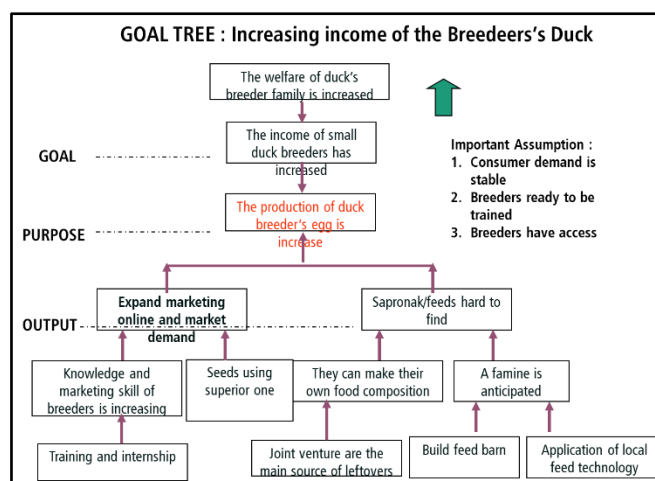 GOAL TREE : Increasing income of the Breedeers's Duck
The welfare of duck's
breeder family is increased
GOAL
The income of small
duck breeders has
increased
Important Assumption :
1. Consumer demand is
stable
2. Breeders ready to be
trained
3. Breeders have access
PURPOSE
The production of duck
breeder's egg is
increase
OUTPUT
Expand marketing
online and market
demand
Sapronak/feeds hard to
find
Knowledge and
marketing skill of
breeders is increasing
Seeds using
superior one
They can make their
own food composition
A famine is
anticipated
Training and internship
Joint venture are the
main source of leftovers
Build feed barn
Application of local
feed technology